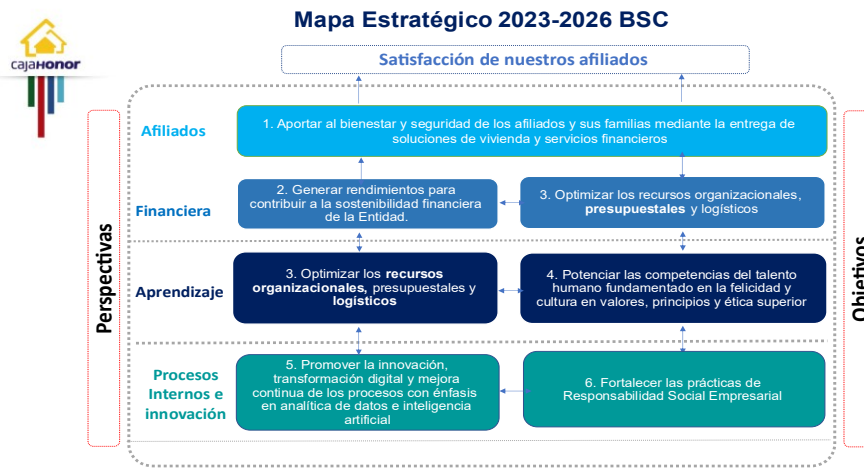 Mapa Estratégico 2023-2026 BSC
cajaHonor
Satisfacción de nuestros afiliados
Perspectivas
Objetivos
Afiliados
1. Aportar al bienestar y seguridad de los afiliados y sus familias mediante la entrega de
soluciones de vivienda y servicios financieros
Financiera
2. Generar rendimientos para
contribuir a la sostenibilidad financiera
de la Entidad.
3. Optimizar los recursos organizacionales,
presupuestales y logísticos
Aprendizaje
3. Optimizar los recursos
organizacionales, presupuestales y
logísticos
4. Potenciar las competencias del talento
humano fundamentado en la felicidad y
cultura en valores, principios y ética superior
Procesos
Internos e
innovación
5. Promover la innovación,
transformación digital y mejora
continua de los procesos con énfasis
en analítica de datos e inteligencia
artificial
6. Fortalecer las prácticas de
Responsabilidad Social Empresarial